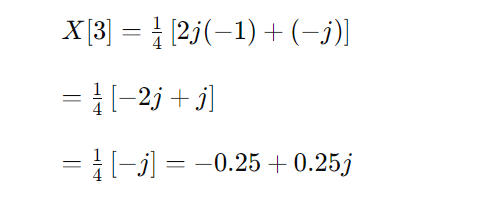 X[3] = 1/4 [2j(−1) + (−j)]
= 1/4 [−2j + j]
= 1/4 [−j] = −0.25 + 0.25j